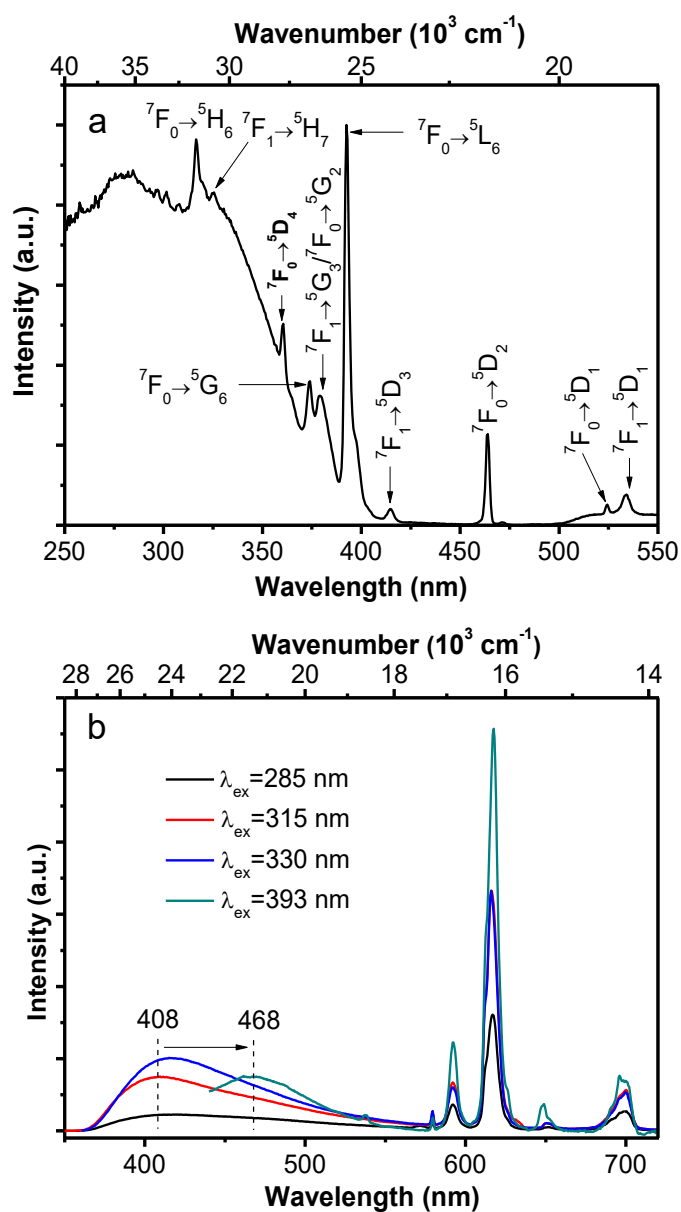 Wavenumber (10³ cm⁻¹)
40 35 30 25 20
a
⁷F₀→⁵H₆
⁷F₁→⁵H₇
⁷F₀→⁵L₆
⁷F₀→⁵D₄
⁷F₁→⁵G₃/⁷F₀→⁵G₂
⁷F₀→⁵G₆
⁷F₁→⁵D₃
⁷F₀→⁵D₂
⁷F₀→⁵D₁
⁷F₁→⁵D₁
Intensity (a.u.)
250 300 350 400 450 500 550
Wavelength (nm)
Wavenumber (10³ cm⁻¹)
28 26 24 22 20 18 16 14
b
λex=285 nm
λex=315 nm
λex=330 nm
λex=393 nm
408 468
Intensity (a.u.)
400 500 600 700
Wavelength (nm)